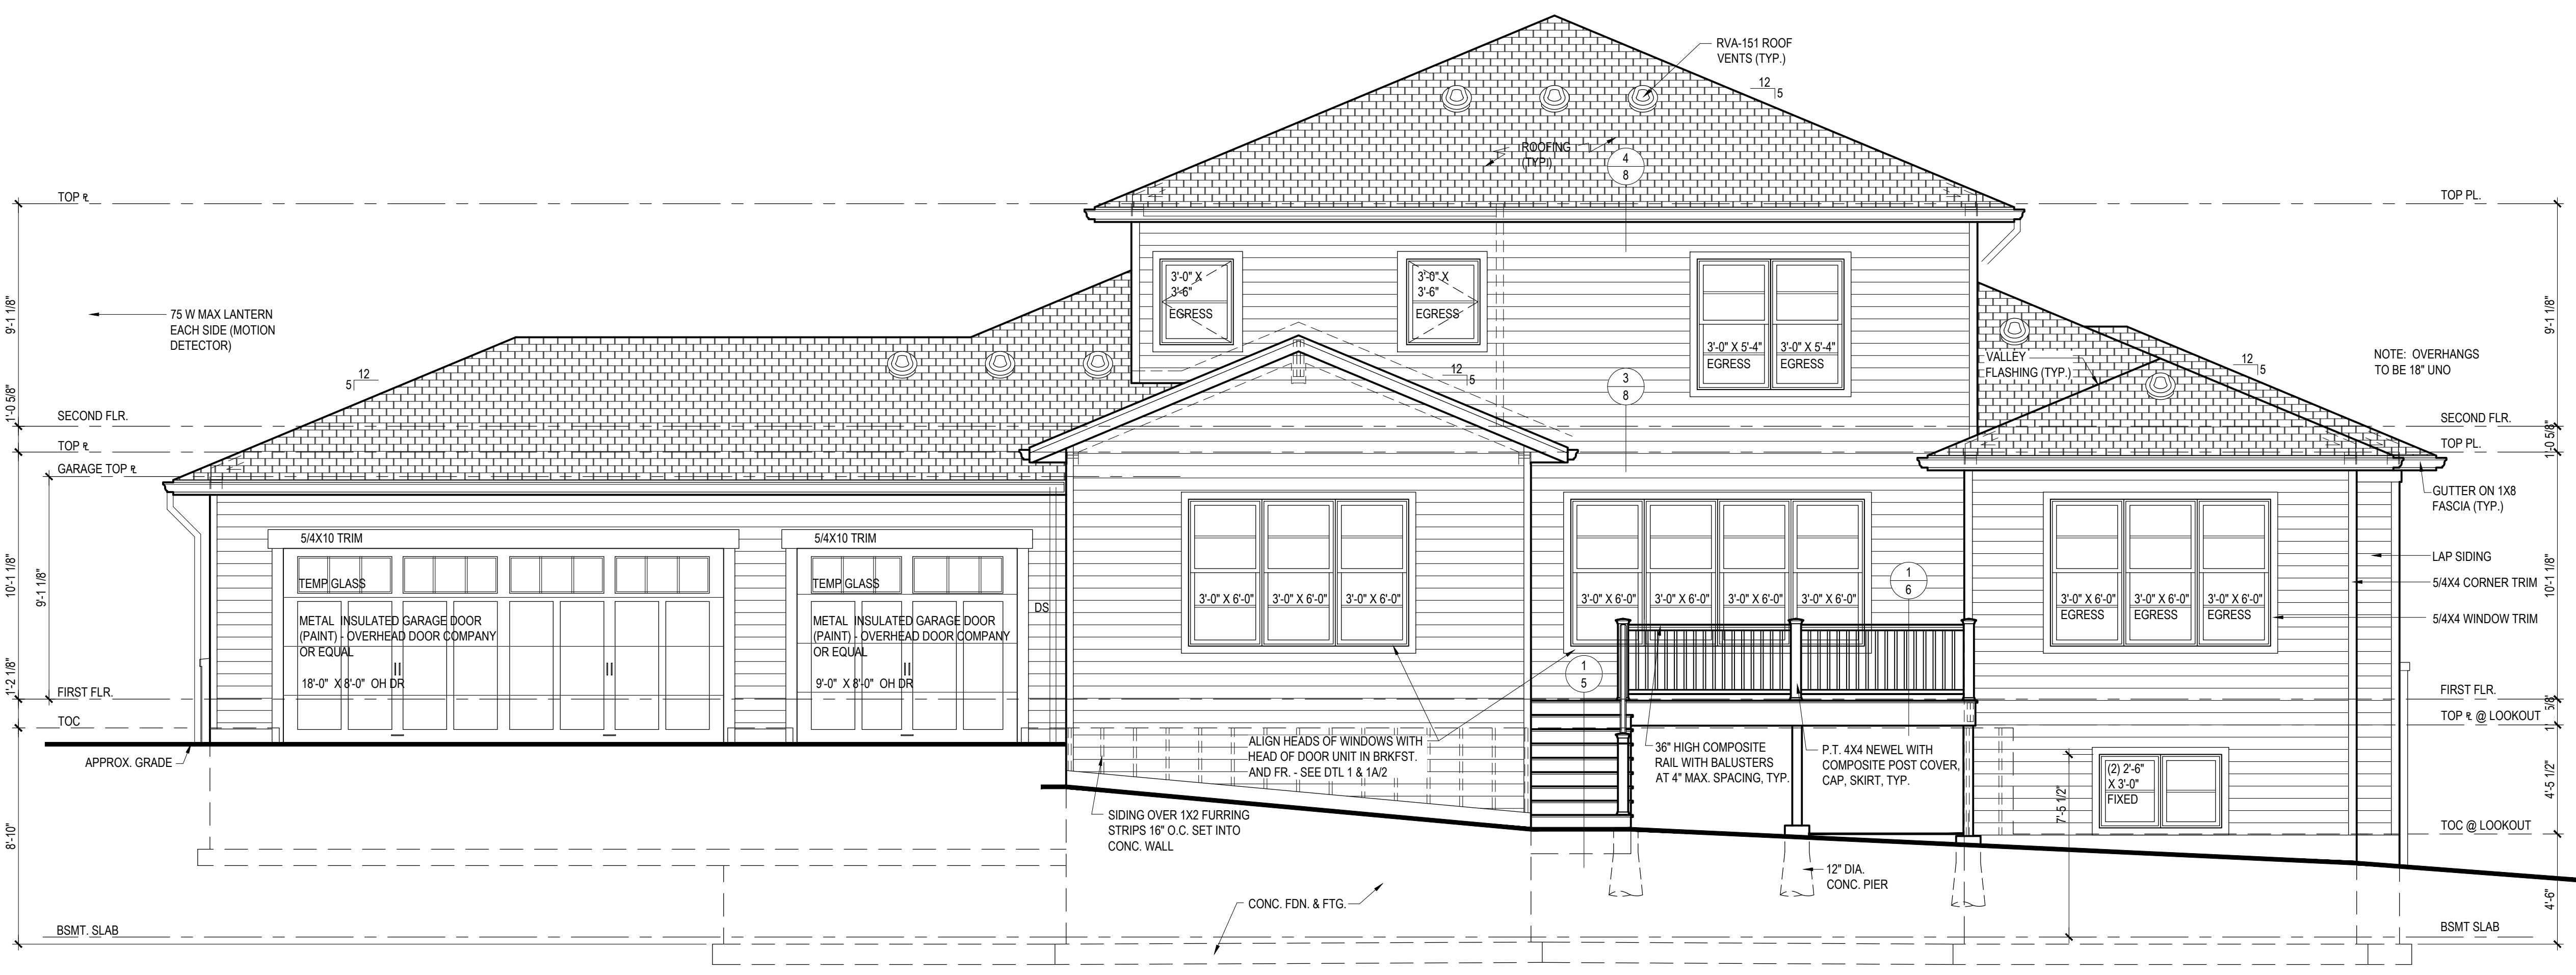 RVA-151 ROOF
VENTS (TYP.)
12
5
ROOFING
(TYP.)
4
8
TOP ⅊
TOP PL.
9'-1 1/8"
9'-1 1/8"
75 W MAX LANTERN
EACH SIDE (MOTION
DETECTOR)
3'-0" X
3'-6"
EGRESS
3'-0" X
3'-6"
EGRESS
3'-0" X 5'-4"
EGRESS
3'-0" X 5'-4"
EGRESS
VALLEY
FLASHING (TYP.)
12
5
NOTE: OVERHANGS
TO BE 18" UNO
12
5
12
5
3
8
1'-0 5/8"
SECOND FLR.
TOP ⅊
GARAGE TOP ⅊
SECOND FLR.
TOP PL.
1'-0 5/8"
GUTTER ON 1X8
FASCIA (TYP.)
5/4X10 TRIM
5/4X10 TRIM
TEMP GLASS
TEMP GLASS
10'-1 1/8"
9'-1 1/8"
METAL INSULATED GARAGE DOOR
(PAINT) - OVERHEAD DOOR COMPANY
OR EQUAL
18'-0" X 8'-0" OH DR
METAL INSULATED GARAGE DOOR
(PAINT) - OVERHEAD DOOR COMPANY
OR EQUAL
9'-0" X 8'-0" OH DR
DS
3'-0" X 6'-0"
3'-0" X 6'-0"
3'-0" X 6'-0"
3'-0" X 6'-0"
3'-0" X 6'-0"
3'-0" X 6'-0"
3'-0" X 6'-0"
1
6
3'-0" X 6'-0"
EGRESS
3'-0" X 6'-0"
EGRESS
3'-0" X 6'-0"
EGRESS
LAP SIDING
5/4X4 CORNER TRIM
5/4X4 WINDOW TRIM
10'-1 1/8"
1
5
1'-2 1/8"
FIRST FLR.
TOC
APPROX. GRADE
FIRST FLR.
TOP ⅊ @ LOOKOUT
ALIGN HEADS OF WINDOWS WITH
HEAD OF DOOR UNIT IN BRKFST.
AND FR. - SEE DTL 1 & 1A/2
36" HIGH COMPOSITE
RAIL WITH BALUSTERS
AT 4" MAX. SPACING, TYP.
P.T. 4X4 NEWEL WITH
COMPOSITE POST COVER,
CAP, SKIRT, TYP.
(2) 2'-6"
X 3'-0"
FIXED
7'-5 1/2"
4'-5 1/2"
SIDING OVER 1X2 FURRING
STRIPS 16" O.C. SET INTO
CONC. WALL
TOC @ LOOKOUT
8'-10"
12" DIA.
CONC. PIER
CONC. FDN. & FTG.
4'-6"
BSMT. SLAB
BSMT SLAB